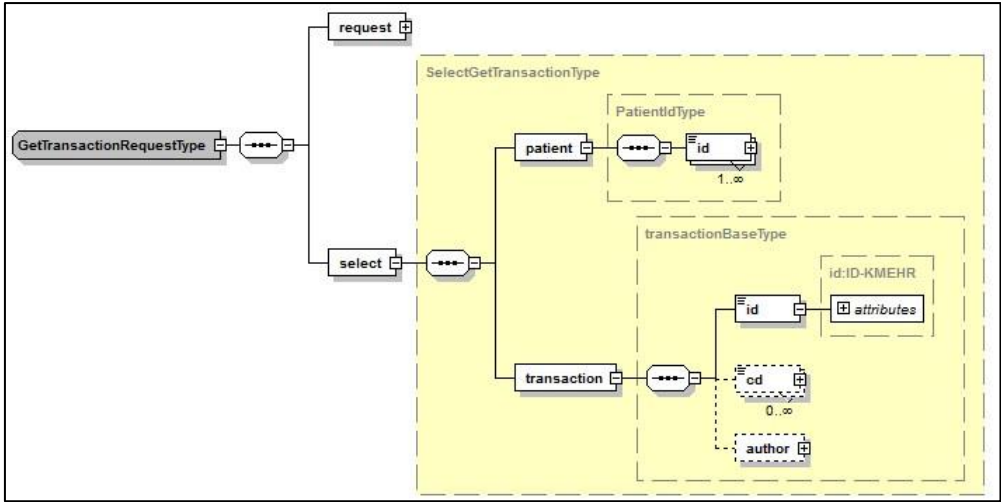 request
SelectGetTransactionType
PatientIdType
GetTransactionRequestType
patient
id
1..∞
transactionBaseType
select
id:ID-KMEHR
id
attributes
transaction
cd
0..∞
author